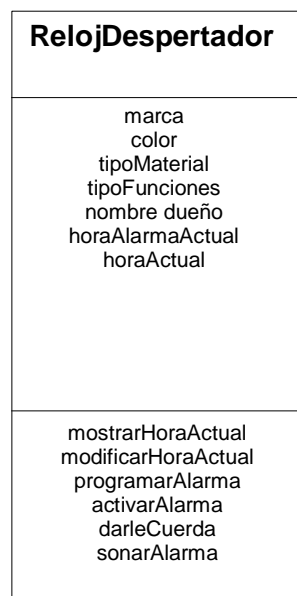 RelojDespertador
marca
color
tipoMaterial
tipoFunciones
nombre dueño
horaAlarmaActual
horaActual
mostrarHoraActual
modificarHoraActual
programarAlarma
activarAlarma
darleCuerda
sonarAlarma